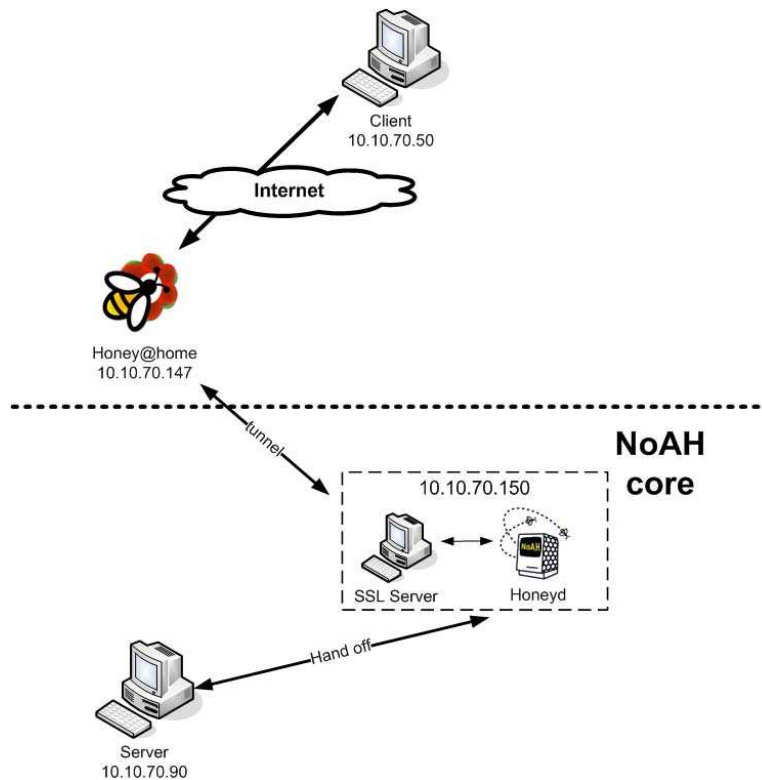 Client
10.10.70.50
Internet
Honey@home
10.10.70.147
tunnel
NoAH
core
10.10.70.150
NoAH
SSL Server
Honeyd
Hand off
Server
10.10.70.90